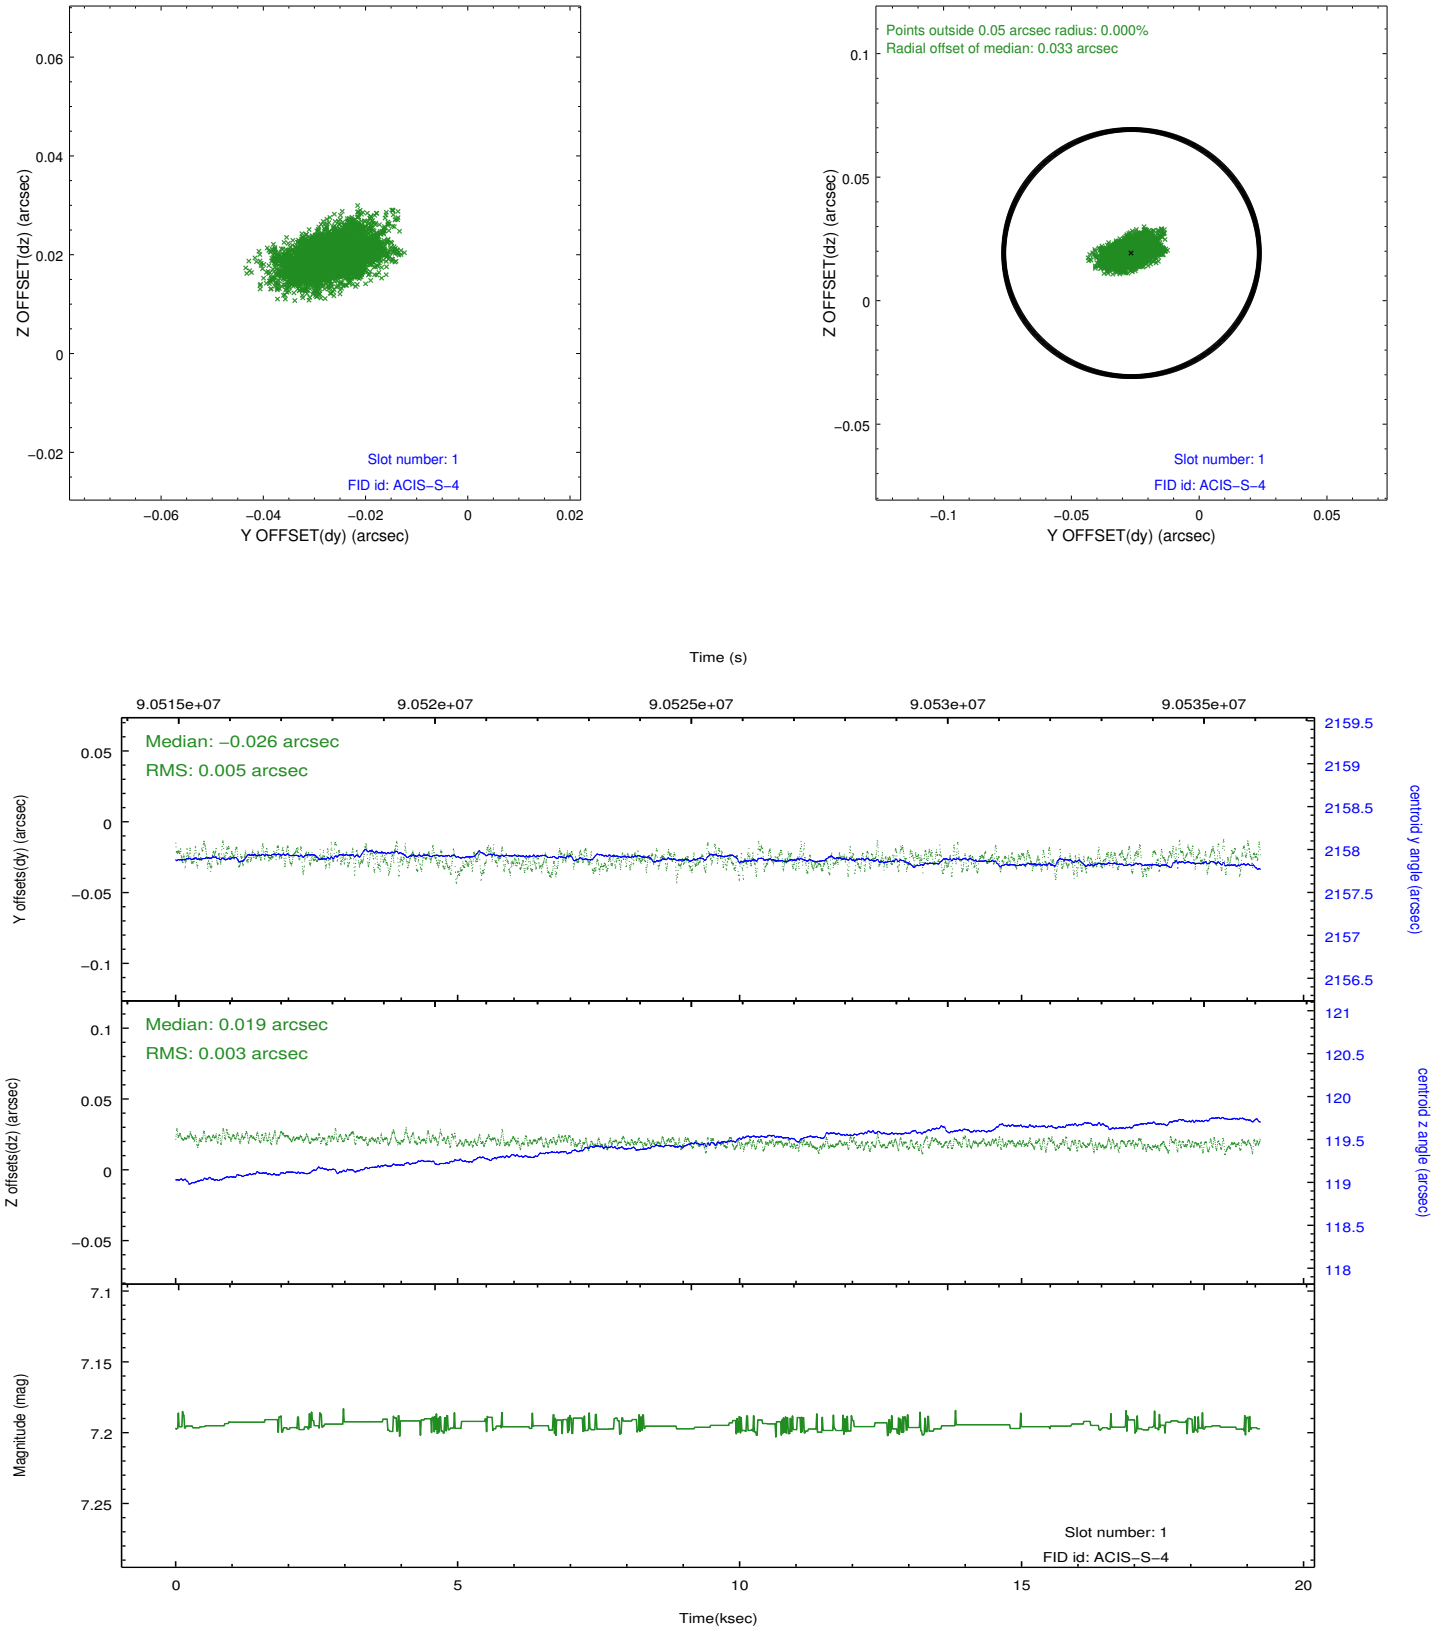 0.06
0.04
0.02
0
−0.02
Z OFFSET(dz) (arcsec)
Slot number: 1
FID id: ACIS−S−4
−0.06
−0.04
−0.02
0
0.02
Y OFFSET(dy) (arcsec)
Points outside 0.05 arcsec radius: 0.000%
Radial offset of median: 0.033 arcsec
0.1
0.05
0
−0.05
Z OFFSET(dz) (arcsec)
Slot number: 1
FID id: ACIS−S−4
−0.1
−0.05
0
0.05
Y OFFSET(dy) (arcsec)
Time (s)
9.0515e+07
9.052e+07
9.0525e+07
9.053e+07
9.0535e+07
Median: −0.026 arcsec
RMS: 0.005 arcsec
0.05
0
−0.05
−0.1
Y offsets(dy) (arcsec)
2159.5
2159
2158.5
2158
2157.5
2157
2156.5
centroid y angle (arcsec)
Median: 0.019 arcsec
RMS: 0.003 arcsec
0.1
0.05
0
−0.05
Z offsets(dz) (arcsec)
121
120.5
120
119.5
119
118.5
118
centroid z angle (arcsec)
7.1
7.15
7.2
7.25
Magnitude (mag)
Slot number: 1
FID id: ACIS−S−4
0
5
10
15
20
Time(ksec)